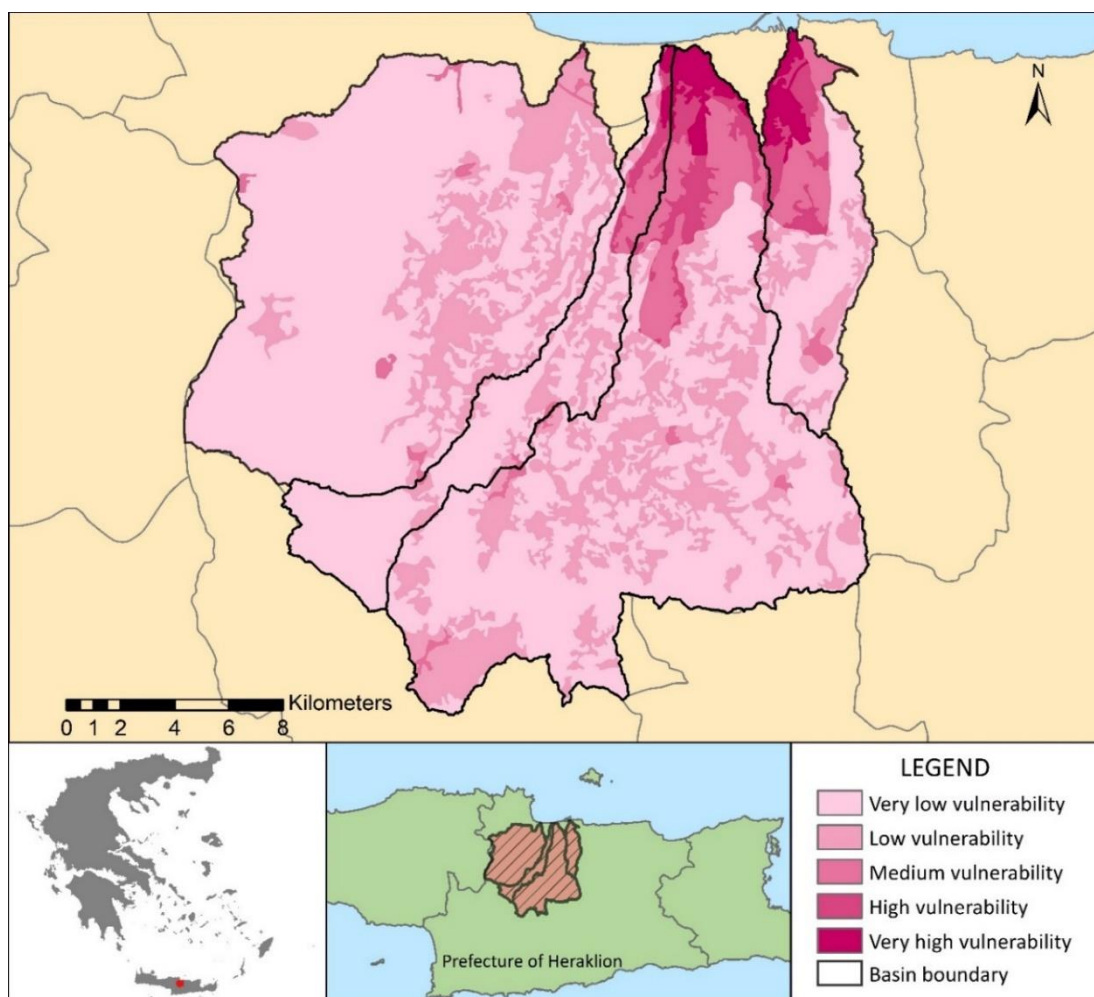 N
Kilometers
0 1 2 4 6 8
Prefecture of Heraklion
LEGEND
Very low vulnerability
Low vulnerability
Medium vulnerability
High vulnerability
Very high vulnerability
Basin boundary